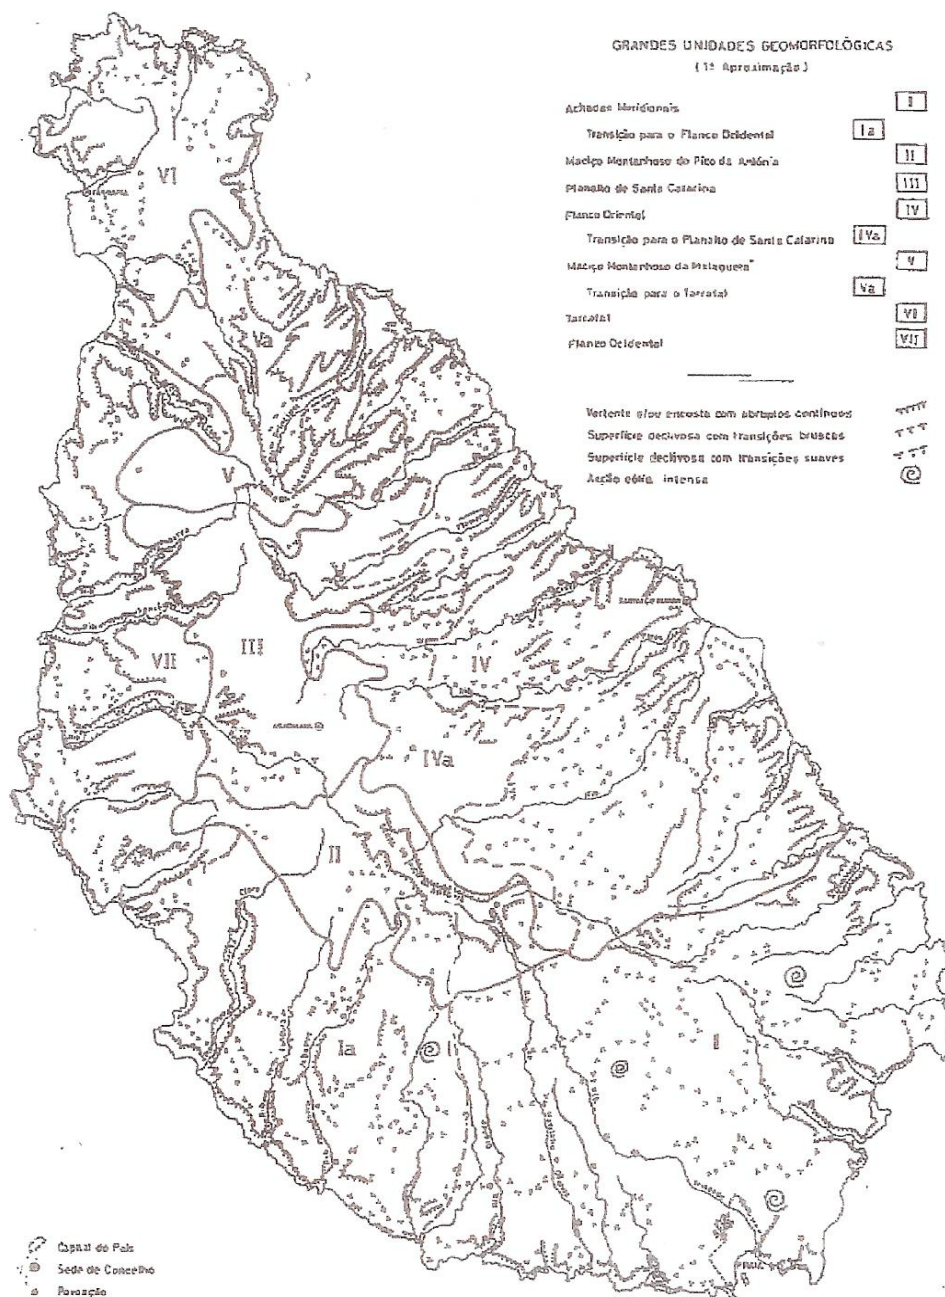 GRANDES UNIDADES GEOMORFOLÓGICAS
(1ª Aproximação)
Achadas Meridionais I
Transição para o Flanco Ocidental Ia
Maciço Montanhoso do Pico da Antónia II
Planalto de Santa Catarina III
Flanco Oriental IV
Transição para o Planalto de Santa Catarina IVa
Maciço Montanhoso da Malagueta V
Transição para o Tarrafal Va
Tarrafal VI
Flanco Ocidental VII
Vertente e/ou encosta com abruptos contínuos
Superfície declivosa com transições bruscas
Superfície declivosa com transições suaves
Acção eólia intensa
VI
Va
V
V
III
VII
IV
IVa
II
Ia
I
I
Capital do País
Sede de Concelho
Povoação